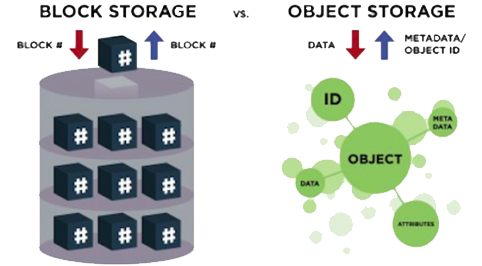 BLOCK STORAGE vs. OBJECT STORAGE
BLOCK # BLOCK #
DATA METADATA/
OBJECT ID
#
# # #
# # #
# # #
ID
META
DATA
OBJECT
DATA
ATTRIBUTES